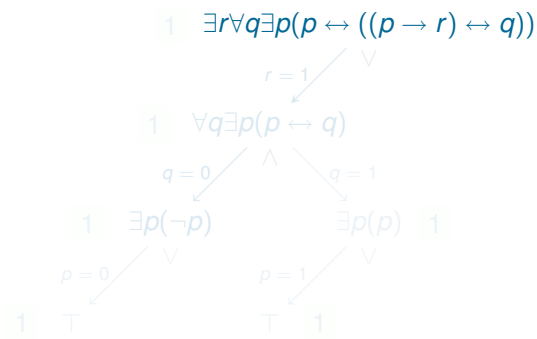 1 ∃r∀q∃p(p ↔ ((p → r) ↔ q))
∨
r = 1
1 ∀q∃p(p ↔ q)
∧
q = 0 q = 1
1 ∃p(¬p) ∃p(p) 1
∨ ∨
p = 0 p = 1
1 ⊤ ⊤ 1